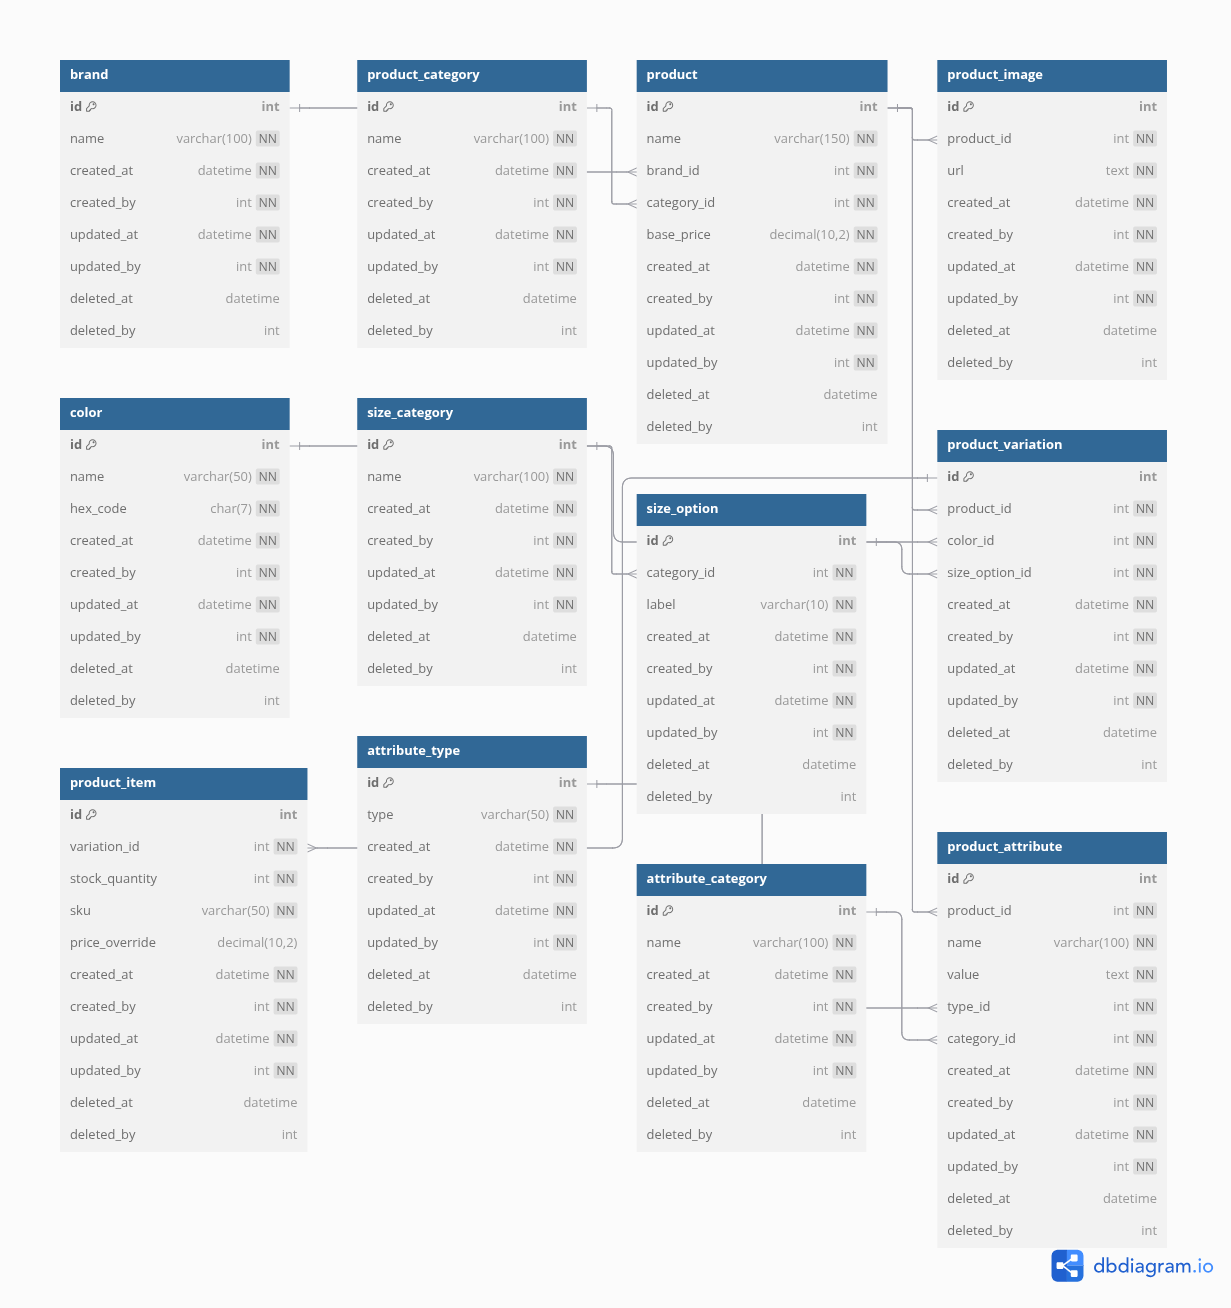 brand
id int
name varchar(100) NN
created_at datetime NN
created_by int NN
updated_at datetime NN
updated_by int NN
deleted_at datetime
deleted_by int
product_category
id int
name varchar(100) NN
created_at datetime NN
created_by int NN
updated_at datetime NN
updated_by int NN
deleted_at datetime
deleted_by int
product
id int
name varchar(150) NN
brand_id int NN
category_id int NN
base_price decimal(10,2) NN
created_at datetime NN
created_by int NN
updated_at datetime NN
updated_by int NN
deleted_at datetime
deleted_by int
product_image
id int
product_id int NN
url text NN
created_at datetime NN
created_by int NN
updated_at datetime NN
updated_by int NN
deleted_at datetime
deleted_by int
color
id int
name varchar(50) NN
hex_code char(7) NN
created_at datetime NN
created_by int NN
updated_at datetime NN
updated_by int NN
deleted_at datetime
deleted_by int
size_category
id int
name varchar(100) NN
created_at datetime NN
created_by int NN
updated_at datetime NN
updated_by int NN
deleted_at datetime
deleted_by int
size_option
id int
category_id int NN
label varchar(10) NN
created_at datetime NN
created_by int NN
updated_at datetime NN
updated_by int NN
deleted_at datetime
deleted_by int
product_variation
id int
product_id int NN
color_id int NN
size_option_id int NN
created_at datetime NN
created_by int NN
updated_at datetime NN
updated_by int NN
deleted_at datetime
deleted_by int
product_item
id int
variation_id int NN
stock_quantity int NN
sku varchar(50) NN
price_override decimal(10,2)
created_at datetime NN
created_by int NN
updated_at datetime NN
updated_by int NN
deleted_at datetime
deleted_by int
attribute_type
id int
type varchar(50) NN
created_at datetime NN
created_by int NN
updated_at datetime NN
updated_by int NN
deleted_at datetime
deleted_by int
attribute_category
id int
name varchar(100) NN
created_at datetime NN
created_by int NN
updated_at datetime NN
updated_by int NN
deleted_at datetime
deleted_by int
product_attribute
id int
product_id int NN
name varchar(100) NN
value text NN
type_id int NN
category_id int NN
created_at datetime NN
created_by int NN
updated_at datetime NN
updated_by int NN
deleted_at datetime
deleted_by int
dbdiagram.io